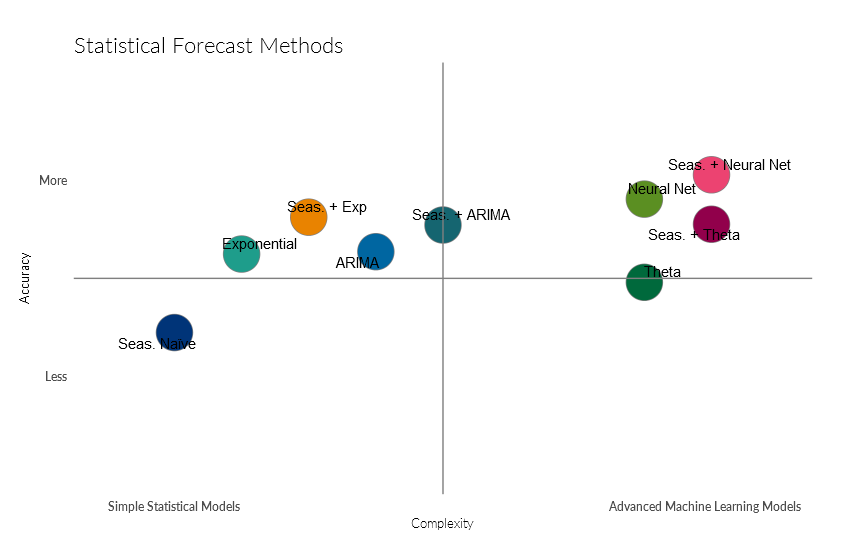 Statistical Forecast Methods
More
Seas. + Neural Net
Neural Net
Seas. + Exp
Seas. + ARIMA
Seas. + Theta
Exponential
ARIMA
Theta
Accuracy
Seas. Naïve
Less
Simple Statistical Models
Advanced Machine Learning Models
Complexity